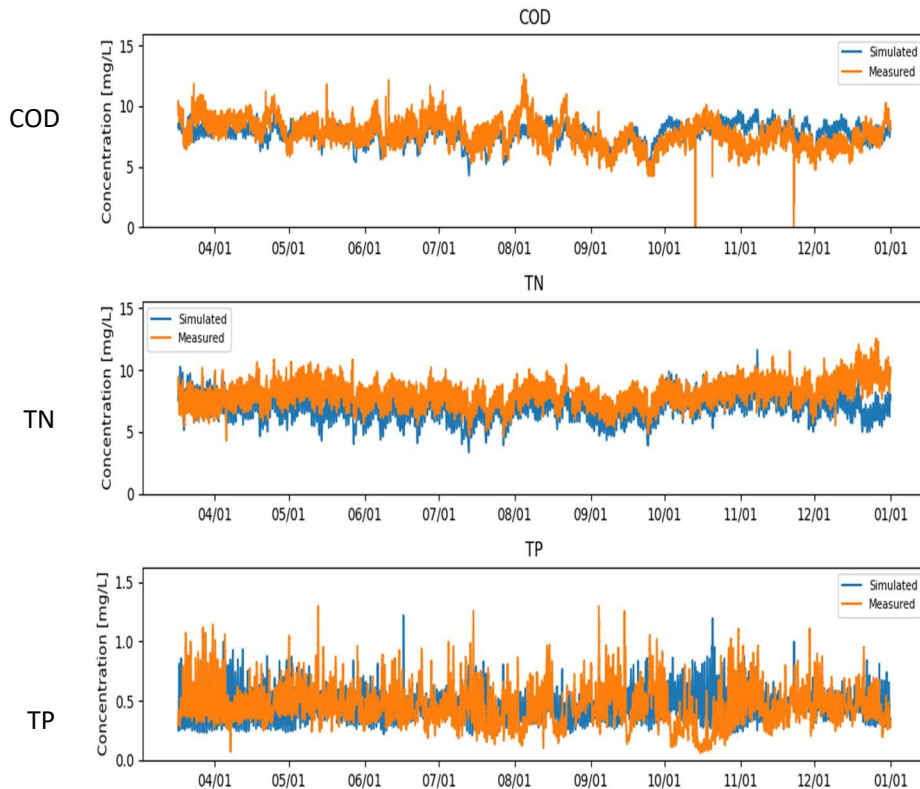 COD
COD
Concentration [mg/L]
15
10
5
0
Simulated
Measured
04/01 05/01 06/01 07/01 08/01 09/01 10/01 11/01 12/01 01/01
TN
TN
Concentration [mg/L]
15
10
5
0
Simulated
Measured
04/01 05/01 06/01 07/01 08/01 09/01 10/01 11/01 12/01 01/01
TP
TP
Concentration [mg/L]
1.5
1.0
0.5
0.0
Simulated
Measured
04/01 05/01 06/01 07/01 08/01 09/01 10/01 11/01 12/01 01/01